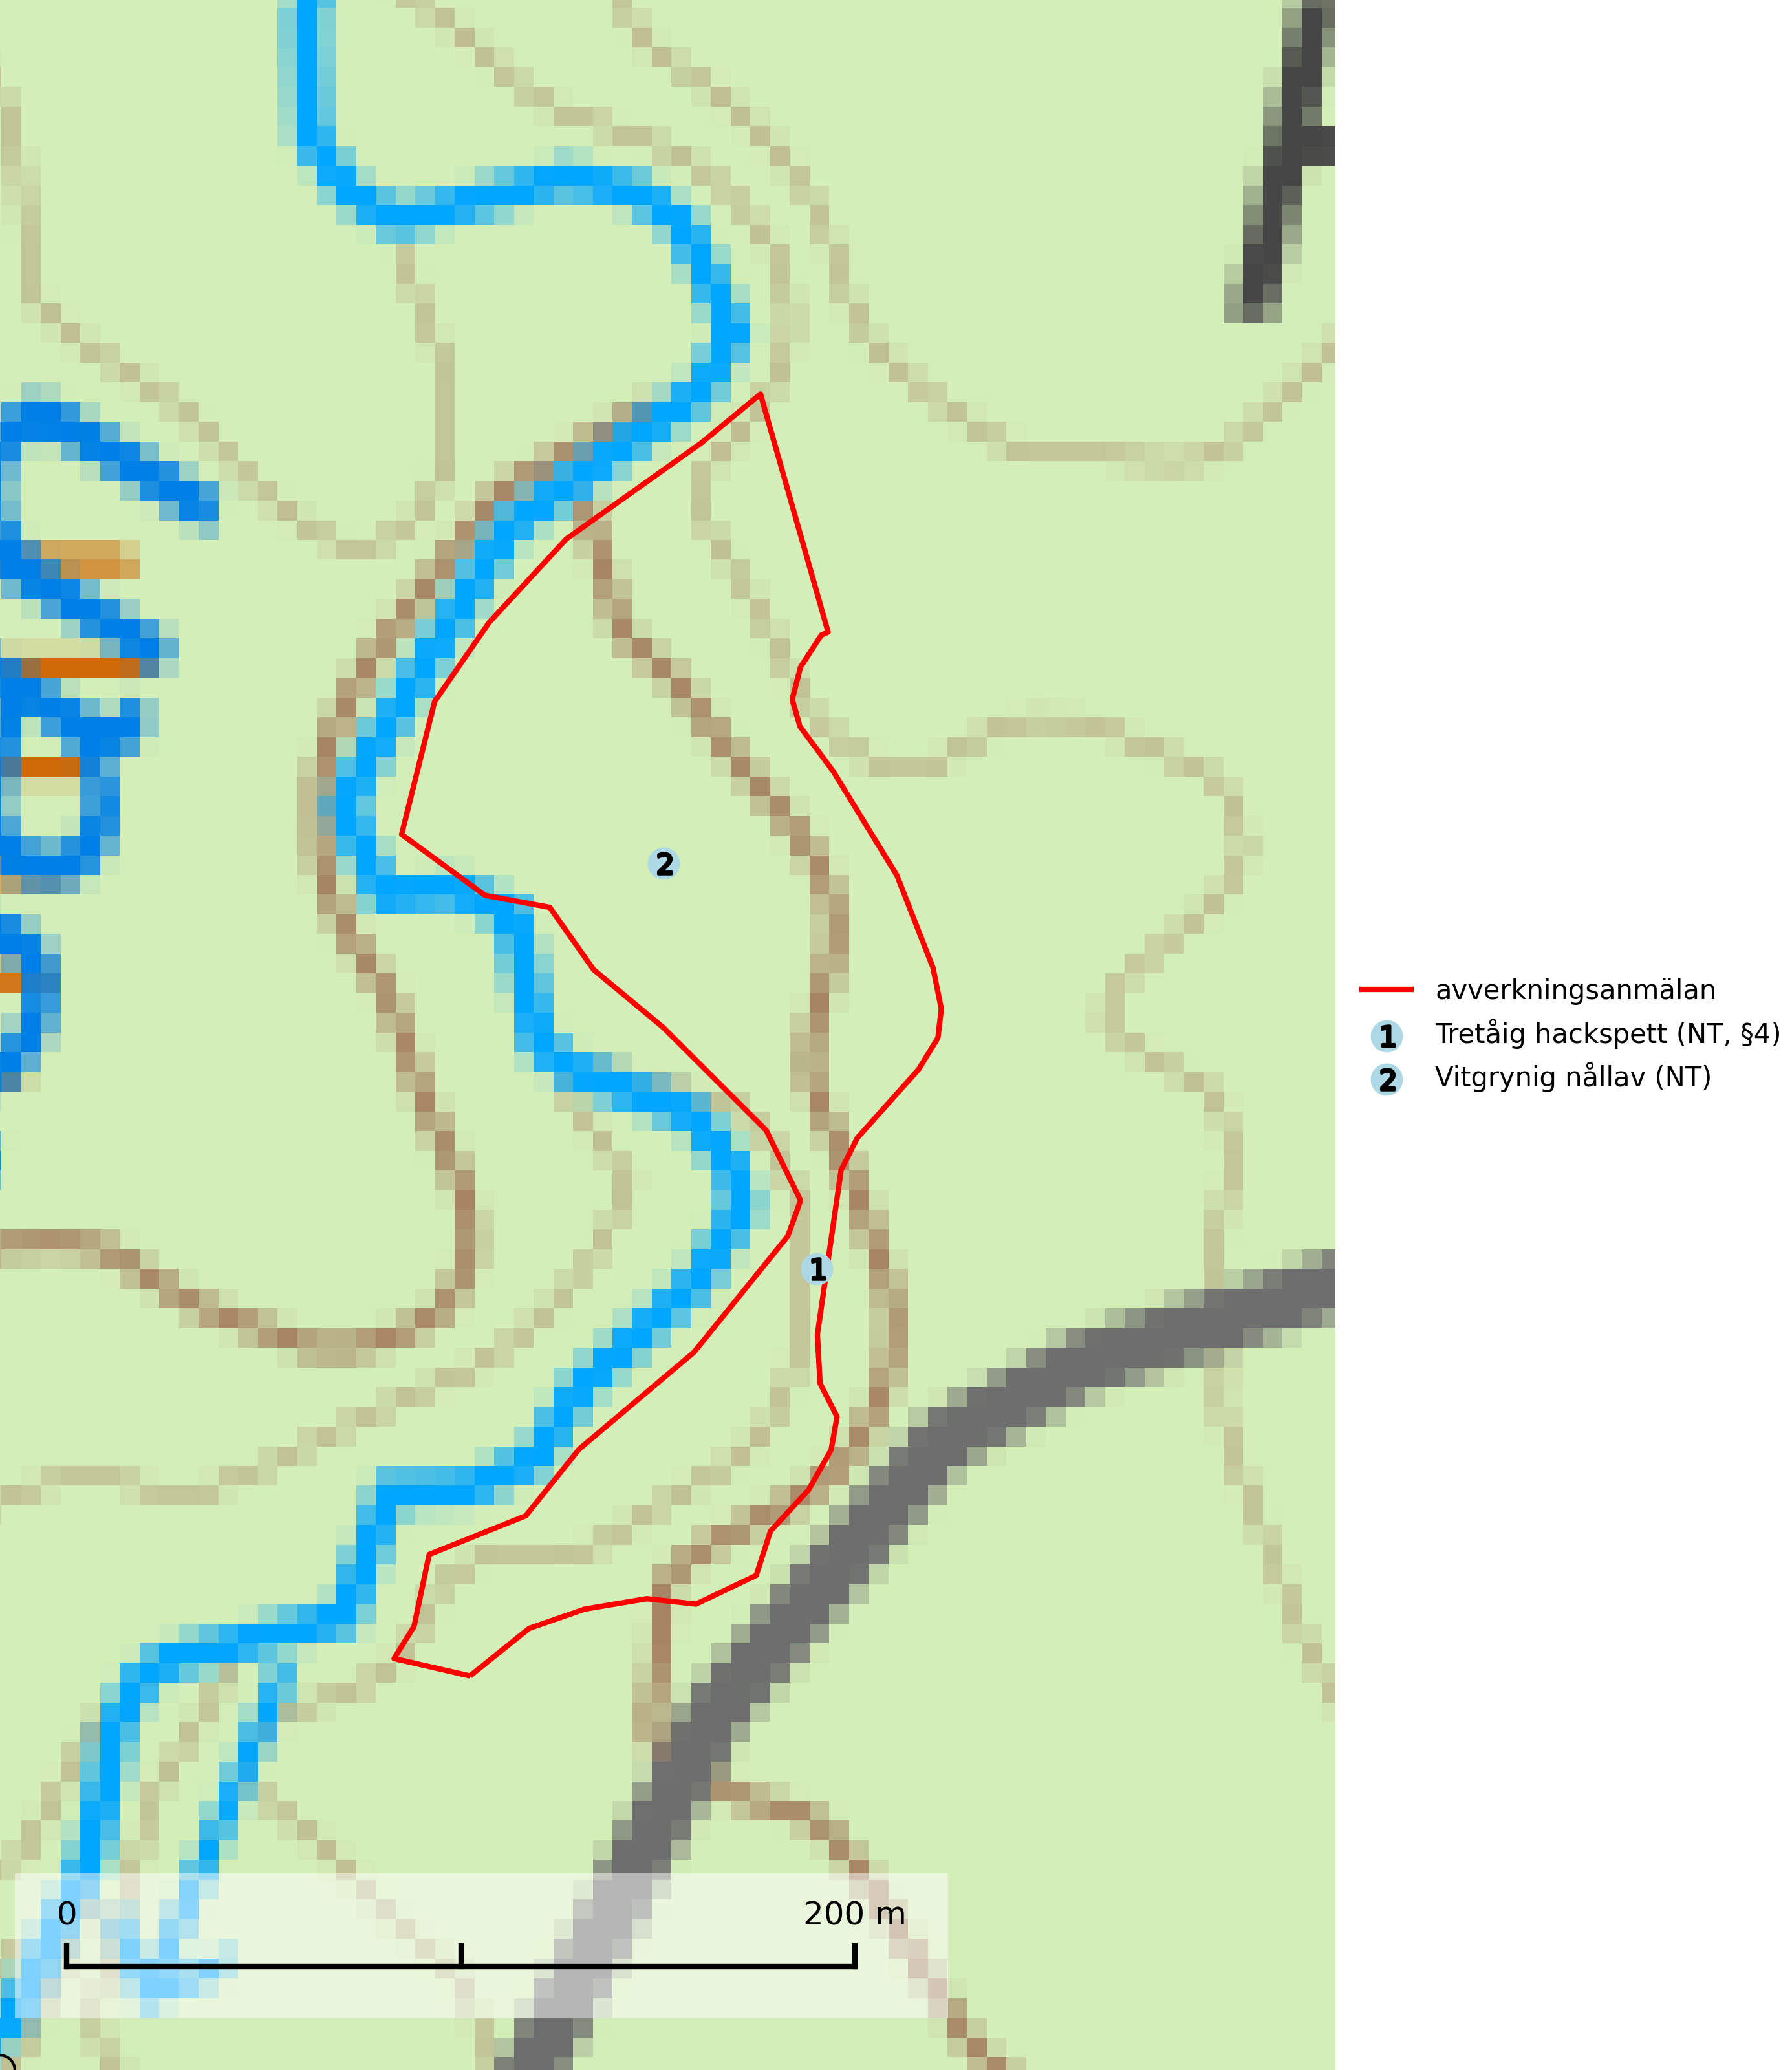 avverkningsanmälan
1 Tretåig hackspett (NT, §4)
2 Vitgrynig nållav (NT)
2
1
0 200 m